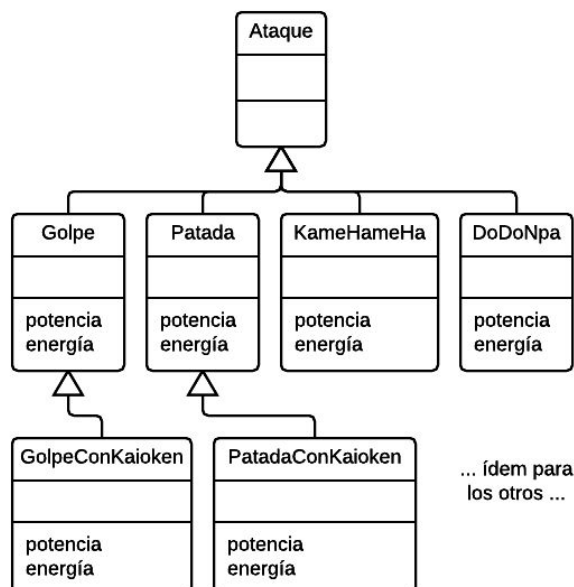 Ataque
Golpe
Patada
KameHameHa
DoDoNpa
potencia
energía
potencia
energía
potencia
energía
potencia
energía
GolpeConKaioken
PatadaConKaioken
... ídem para
los otros ...
potencia
energía
potencia
energía